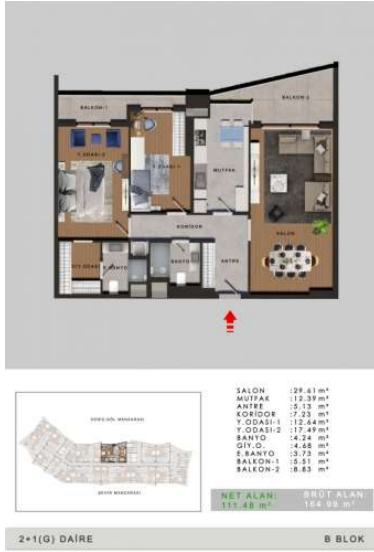 BALKON-1
BALKON-2
Y.ODASI-2
Y.ODASI-1
MUTFAK
KORİDOR
SALON
GİY.ODASI
E.BANYO
BANYO
ANTRE
SALON :29.61 m²
MUTFAK :12.39 m²
ANTRE :5.13 m²
KORİDOR :7.23 m²
Y.ODASI-1 :12.64 m²
Y.ODASI-2 :17.49 m²
BANYO :4.24 m²
GİY.O. :4.68 m²
E.BANYO :3.73 m²
BALKON-1 :5.51 m²
BALKON-2 :8.83 m²
MANZARASI
ŞEHİR MANZARASI
NET ALAN: BRÜT ALAN:
111.48 m² 164.98 m²
2+1(G) DAİRE B BLOK